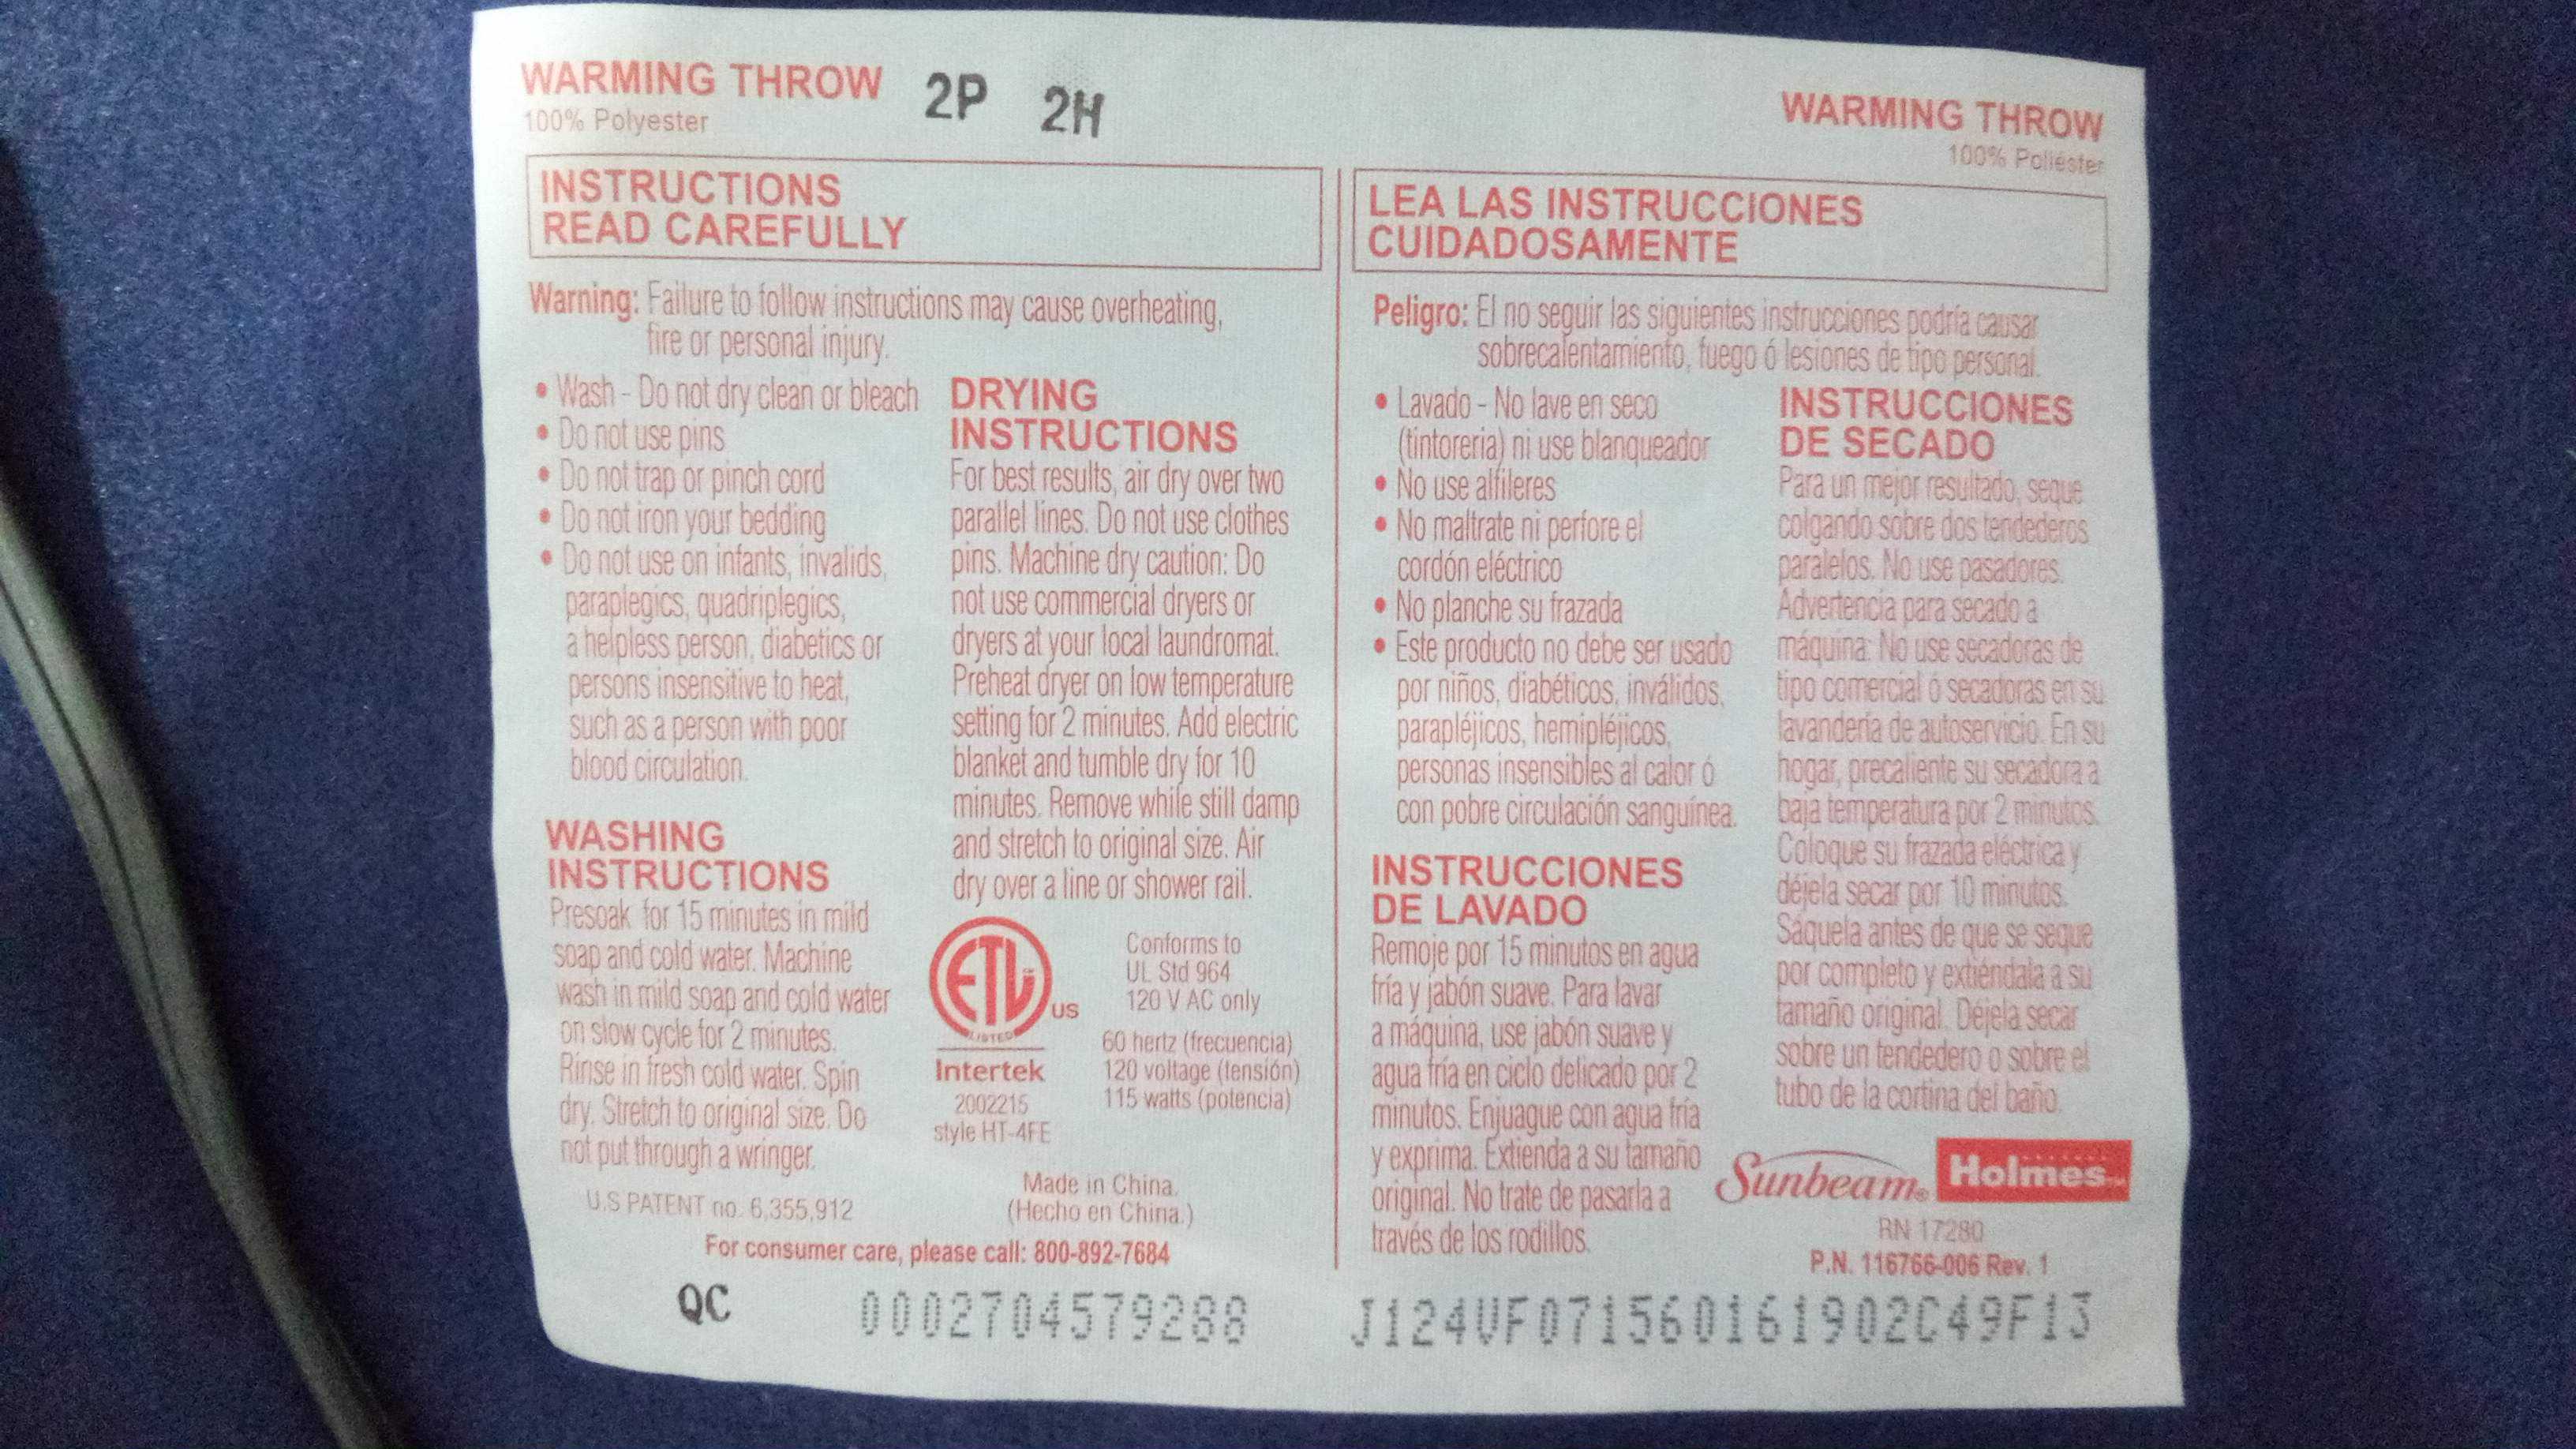 WARMING THROW
100% Polyester
2P 2H
INSTRUCTIONS
READ CAREFULLY
Warning: Failure to follow instructions may cause overheating,
fire or personal injury.
• Wash - Do not dry clean or bleach
• Do not use pins
• Do not trap or pinch cord
• Do not iron your bedding
• Do not use on infants, invalids,
paraplegics, quadriplegics,
a helpless person, diabetics or
persons insensitive to heat,
such as a person with poor
blood circulation.
WASHING
INSTRUCTIONS
Presoak for 15 minutes in mild
soap and cold water. Machine
wash in mild soap and cold water
on slow cycle for 2 minutes.
Rinse in fresh cold water. Spin
dry. Stretch to original size. Do
not put through a wringer.
U.S PATENT no. 6,355,912
DRYING
INSTRUCTIONS
For best results, air dry over two
parallel lines. Do not use clothes
pins. Machine dry caution: Do
not use commercial dryers or
dryers at your local laundromat.
Preheat dryer on low temperature
setting for 2 minutes. Add electric
blanket and tumble dry for 10
minutes. Remove while still damp
and stretch to original size. Air
dry over a line or shower rail.
ETL
LISTED
US
Intertek
2002215
style HT-4FE
Conforms to
UL Std 964
120 V AC only
60 hertz (frecuencia)
120 voltage (tensión)
115 watts (potencia)
Made in China.
(Hecho en China.)
For consumer care, please call: 800-892-7684
WARMING THROW
100% Poliéster
LEA LAS INSTRUCCIONES
CUIDADOSAMENTE
Peligro: El no seguir las siguientes instrucciones podría causar
sobrecalentamiento, fuego ó lesiones de tipo personal.
• Lavado - No lave en seco
(tintoreria) ni use blanqueador
• No use alfileres
• No maltrate ni perfore el
cordón eléctrico
• No planche su frazada
• Este producto no debe ser usado
por niños, diabéticos, inválidos,
parapléjicos, hemipléjicos,
personas insensibles al calor ó
con pobre circulación sanguínea.
INSTRUCCIONES
DE LAVADO
Remoje por 15 minutos en agua
fría y jabón suave. Para lavar
a máquina, use jabón suave y
agua fría en ciclo delicado por 2
minutos. Enjuague con agua fría
y exprima. Extienda a su tamaño
original. No trate de pasarla a
través de los rodillos.
INSTRUCCIONES
DE SECADO
Para un mejor resultado, seque
colgando sobre dos tendederos
paralelos. No use pasadores.
Advertencia para secado a
máquina: No use secadoras de
tipo comercial ó secadoras en su
lavandería de autoservicio. En su
hogar, precaliente su secadora a
baja temperatura por 2 minutos.
Coloque su frazada eléctrica y
déjela secar por 10 minutos.
Sáquela antes de que se seque
por completo y extiéndala a su
tamaño original. Déjela secar
sobre un tendedero o sobre el
tubo de la cortina del baño.
Sunbeam® Holmes™
RN 17280
P.N. 116766-006 Rev. 1
QC 0002704579288 J124VF071560161902C49F13